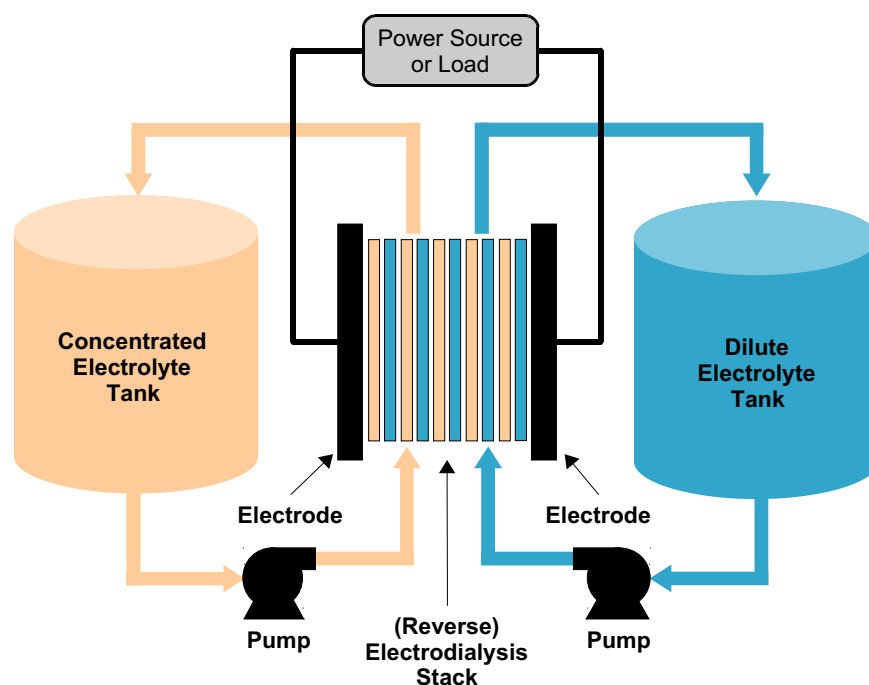 Power Source
or Load
Concentrated
Electrolyte
Tank
Dilute
Electrolyte
Tank
Electrode
Electrode
Pump
(Reverse)
Electrodialysis
Stack
Pump